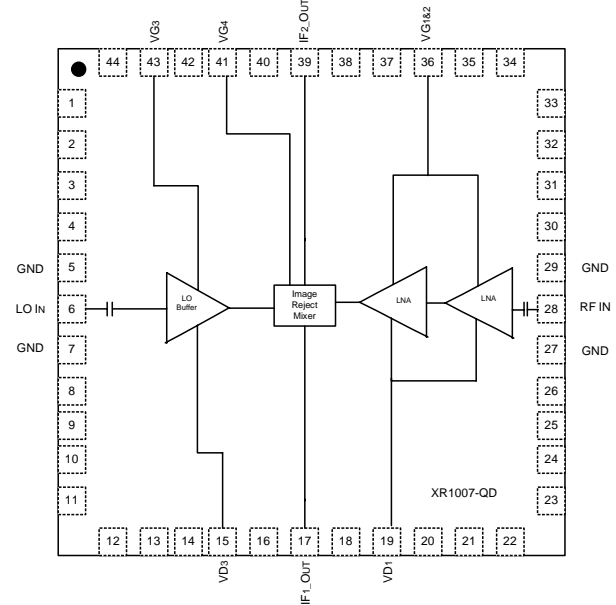 VG3
VG4
IF2_OUT
VG1&2
44
43
42
41
40
39
38
37
36
35
34
1
2
3
4
GND
5
LO IN
6
GND
7
8
9
10
11
33
32
31
30
29
GND
28
RF IN
27
GND
26
25
24
23
LO
Buffer
Image
Reject
Mixer
LNA
LNA
XR1007-QD
12
13
14
15
16
17
18
19
20
21
22
VD3
IF1_OUT
VD1